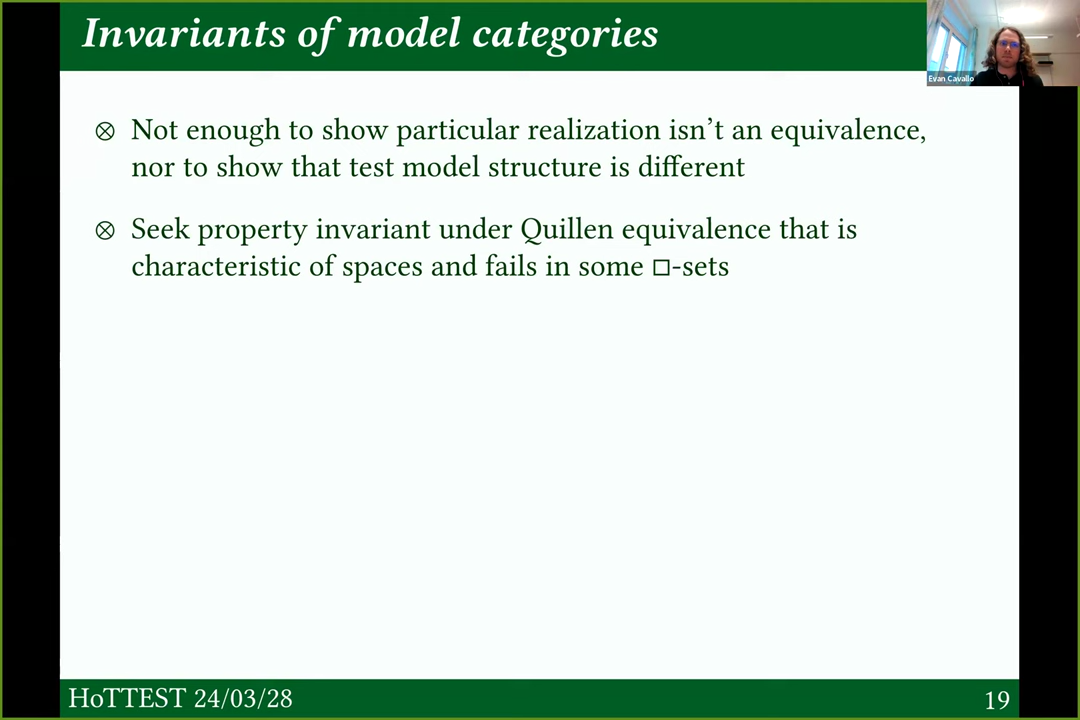 Invariants of model categories
Evan Cavallo
⊗ Not enough to show particular realization isn’t an equivalence,
nor to show that test model structure is different
⊗ Seek property invariant under Quillen equivalence that is
characteristic of spaces and fails in some □-sets
HoTTEST 24/03/28
19